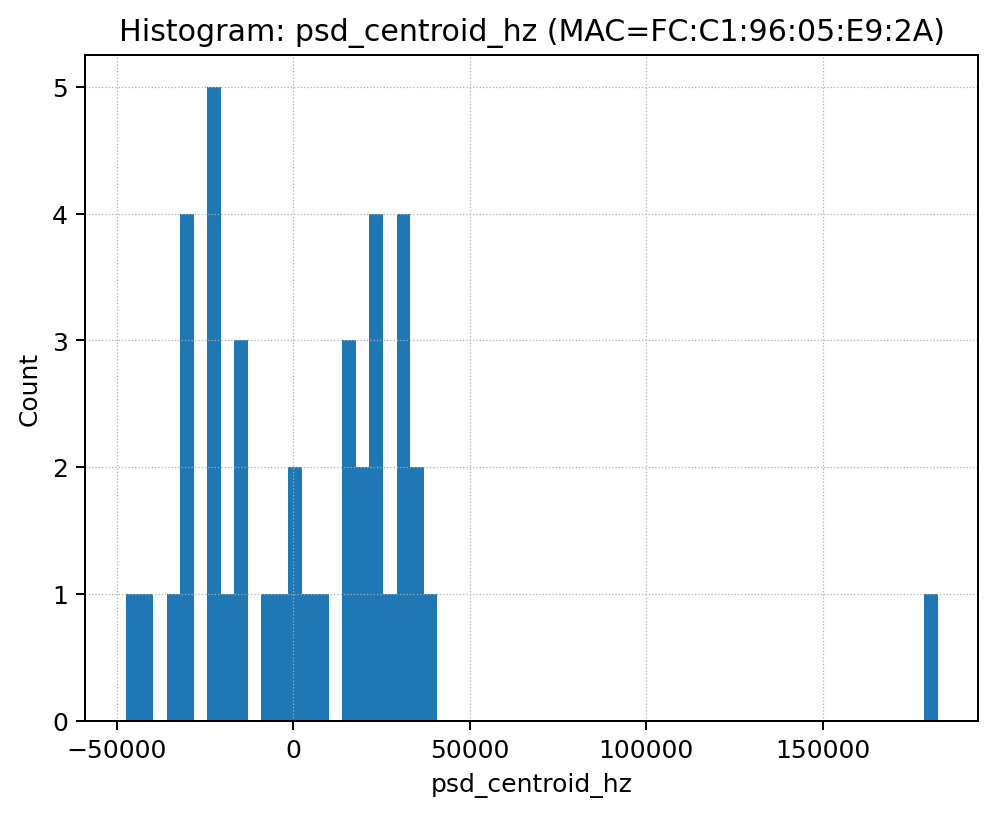 Histogram: psd_centroid_hz (MAC=FC:C1:96:05:E9:2A)
5
4
3
2
1
0
Count
−50000 0 50000 100000 150000
psd_centroid_hz